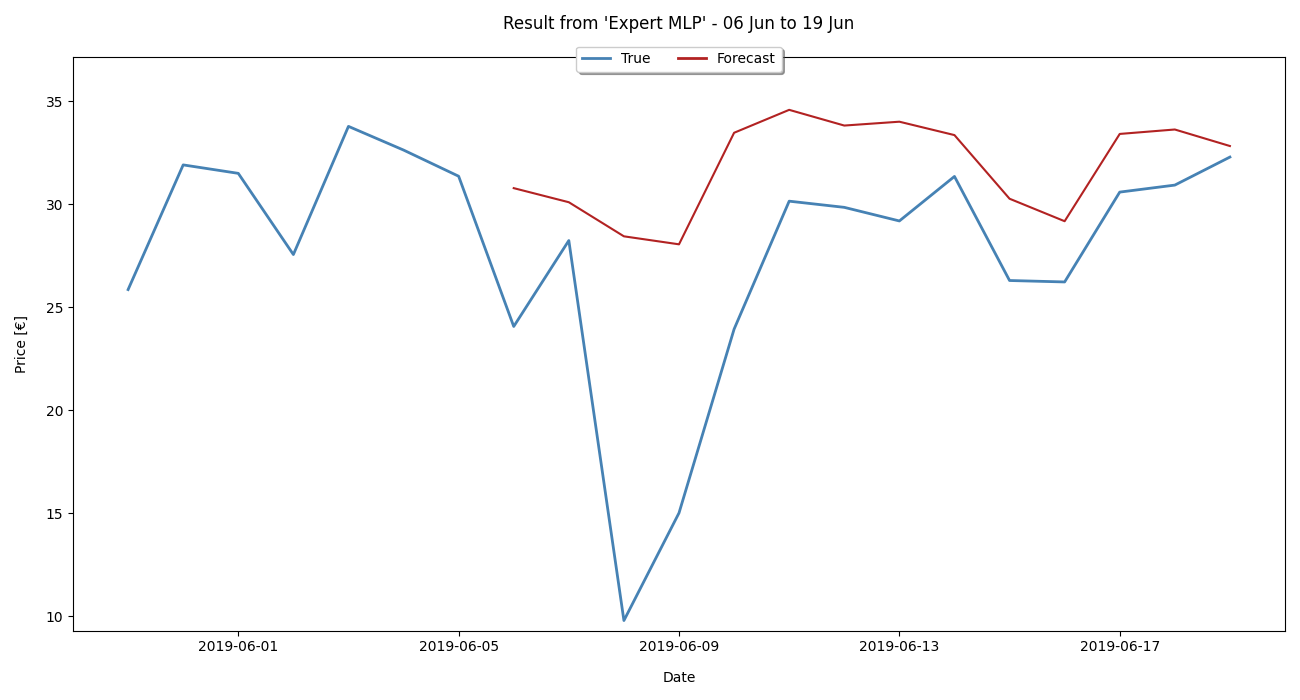 Result from 'Expert MLP' - 06 Jun to 19 Jun
True Forecast
35
30
25
20
15
10
Price [€]
2019-06-01 2019-06-05 2019-06-09 2019-06-13 2019-06-17
Date